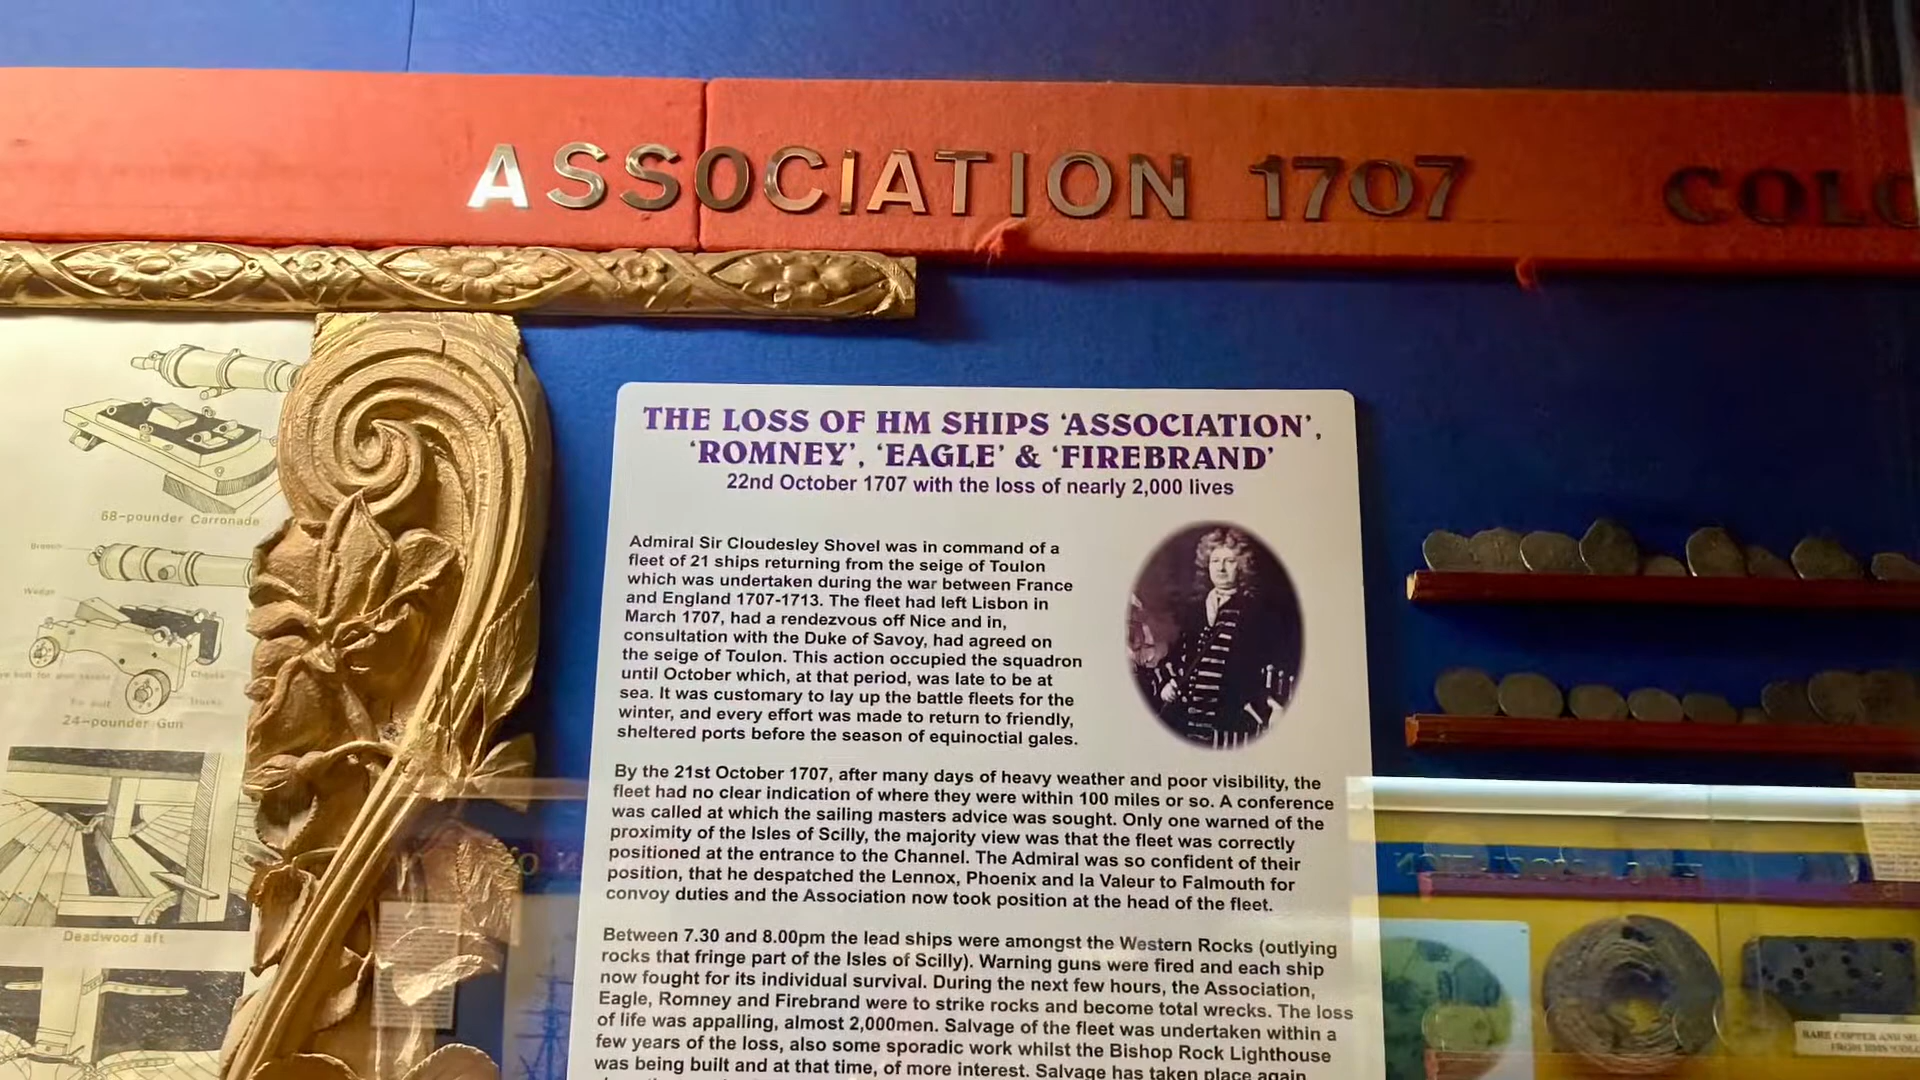 ASSOCIATION 1707
COLO
THE LOSS OF HM SHIPS ‘ASSOCIATION’,
‘ROMNEY’, ‘EAGLE’ & ‘FIREBRAND’
22nd October 1707 with the loss of nearly 2,000 lives
Admiral Sir Cloudesley Shovel was in command of a
fleet of 21 ships returning from the seige of Toulon
which was undertaken during the war between France
and England 1707-1713. The fleet had left Lisbon in
March 1707, had a rendezvous off Nice and in,
consultation with the Duke of Savoy, had agreed on
the seige of Toulon. This action occupied the squadron
until October which, at that period, was late to be at
sea. It was customary to lay up the battle fleets for the
winter, and every effort was made to return to friendly,
sheltered ports before the season of equinoctial gales.
By the 21st October 1707, after many days of heavy weather and poor visibility, the
fleet had no clear indication of where they were within 100 miles or so. A conference
was called at which the sailing masters advice was sought. Only one warned of the
proximity of the Isles of Scilly, the majority view was that the fleet was correctly
positioned at the entrance to the Channel. The Admiral was so confident of their
position, that he despatched the Lennox, Phoenix and la Valeur to Falmouth for
convoy duties and the Association now took position at the head of the fleet.
Between 7.30 and 8.00pm the lead ships were amongst the Western Rocks (outlying
rocks that fringe part of the Isles of Scilly). Warning guns were fired and each ship
now fought for its individual survival. During the next few hours, the Association,
Eagle, Romney and Firebrand were to strike rocks and become total wrecks. The loss
of life was appalling, almost 2,000men. Salvage of the fleet was undertaken within a
few years of the loss, also some sporadic work whilst the Bishop Rock Lighthouse
was being built and at that time, of more interest. Salvage has taken place again
68-pounder Carronade
Breech
Wedge
Cheeks
Trucks
24-pounder Gun
Deadwood aft
RARE COPPER AND
FROM HMS